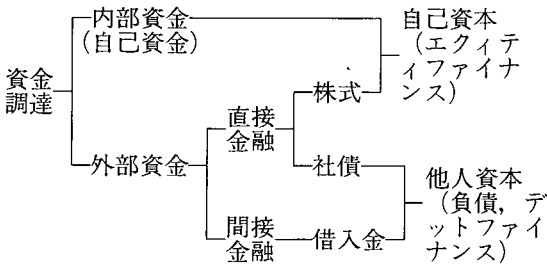 内部資金
(自己資金)
自己資本
(エクィテ
ィファイナ
ンス)
資金
調達
株式
直接
金融
外部資金
社債
他人資本
(負債，デ
ットファイ
ナンス)
間接
金融
借入金